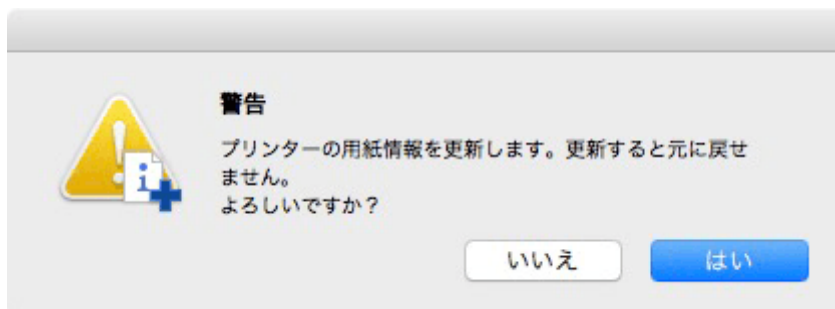 警告
プリンターの用紙情報を更新します。更新すると元に戻せ
ません。
よろしいですか？
いいえ
はい